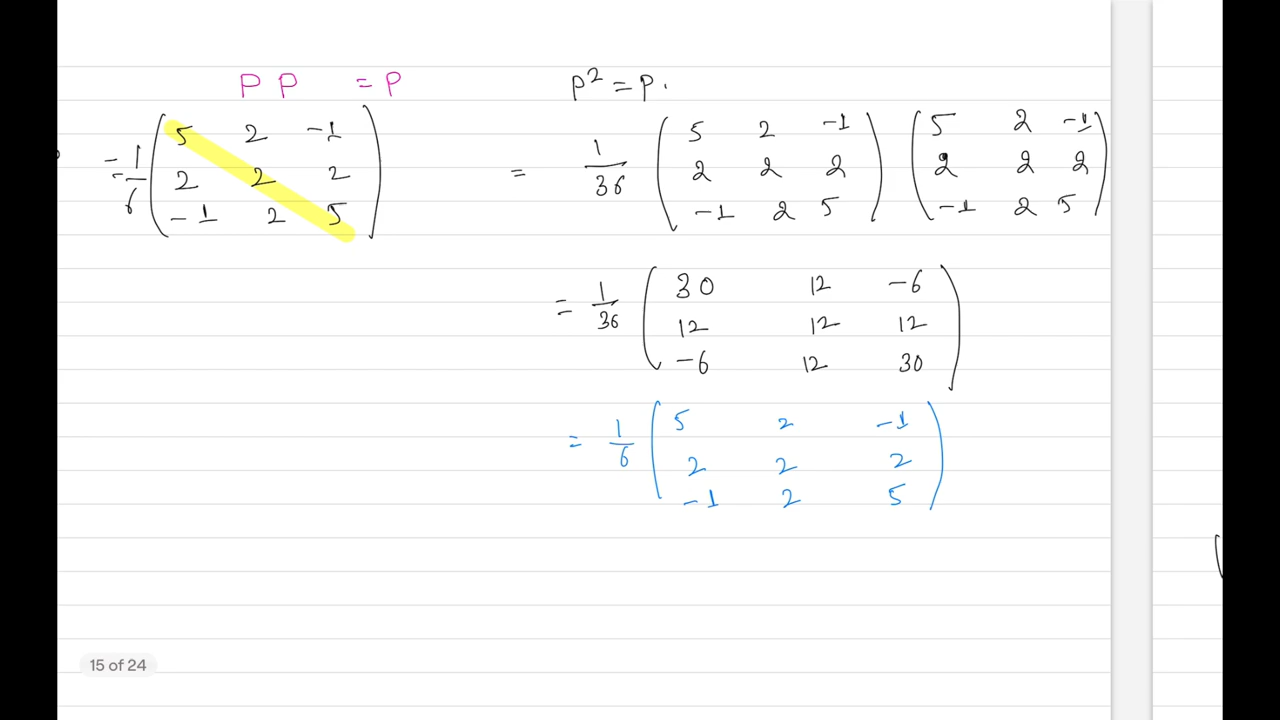 P P = P
P² = P.
= 1/6 ( 5 2 -1
2 2 2
-1 2 5 )
= 1/36 ( 5 2 -1
2 2 2
-1 2 5 ) ( 5 2 -1
2 2 2
-1 2 5 )
= 1/36 ( 30 12 -6
12 12 12
-6 12 30 )
= 1/6 ( 5 2 -1
2 2 2
-1 2 5 )
15 of 24